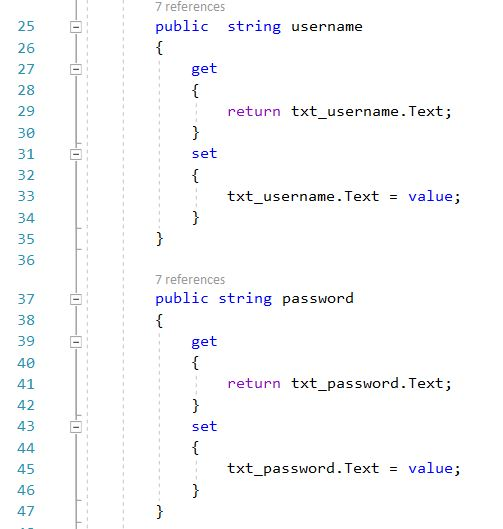 7 references
25 public  string username
26 {
27 get
28 {
29 return txt_username.Text;
30 }
31 set
32 {
33 txt_username.Text = value;
34 }
35 }
36
7 references
37 public string password
38 {
39 get
40 {
41 return txt_password.Text;
42 }
43 set
44 {
45 txt_password.Text = value;
46 }
47 }